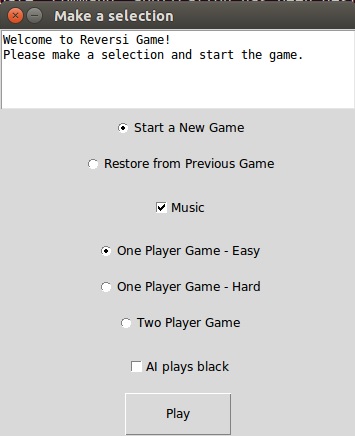 Make a selection
Welcome to Reversi Game!
Please make a selection and start the game.
Start a New Game
Restore from Previous Game
Music
One Player Game - Easy
One Player Game - Hard
Two Player Game
AI plays black
Play